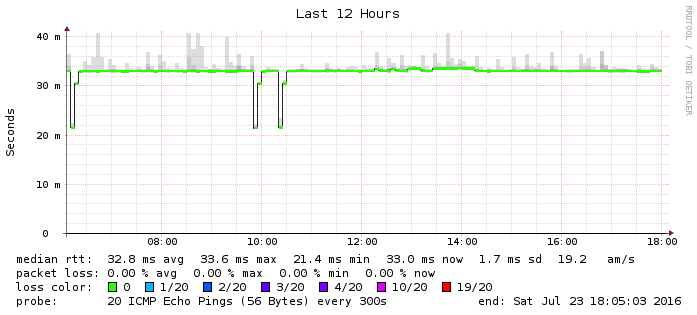 Last 12 Hours
RRDTOOL / TOBI OETIKER
Seconds
40 m
30 m
20 m
10 m
0
08:00 10:00 12:00 14:00 16:00 18:00
median rtt: 32.8 ms avg 33.6 ms max 21.4 ms min 33.0 ms now 1.7 ms sd 19.2 am/s
packet loss: 0.00 % avg 0.00 % max 0.00 % min 0.00 % now
loss color: 0 1/20 2/20 3/20 4/20 10/20 19/20
probe: 20 ICMP Echo Pings (56 Bytes) every 300s end: Sat Jul 23 18:05:03 2016